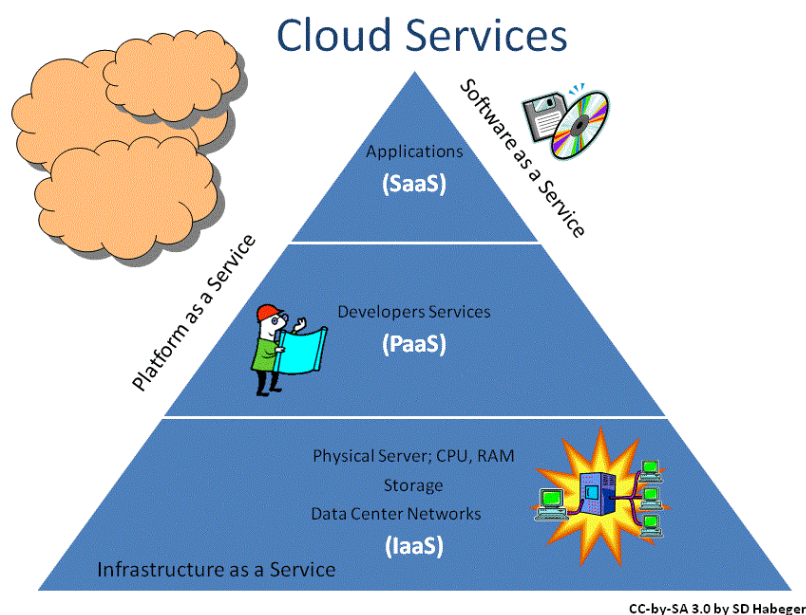 Cloud Services
Software as a Service
Applications
(SaaS)
Platform as a Service
Developers Services
(PaaS)
Physical Server; CPU, RAM
Storage
Data Center Networks
(IaaS)
Infrastructure as a Service
CC-by-SA 3.0 by SD Habeger